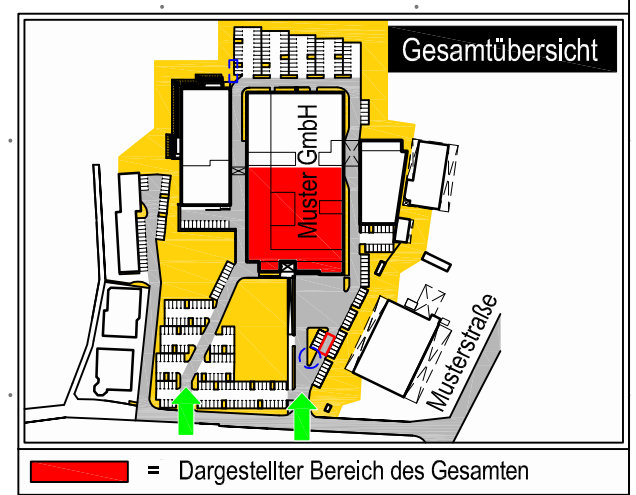 Gesamtübersicht
Muster GmbH
Musterstraße
= Dargestellter Bereich des Gesamten